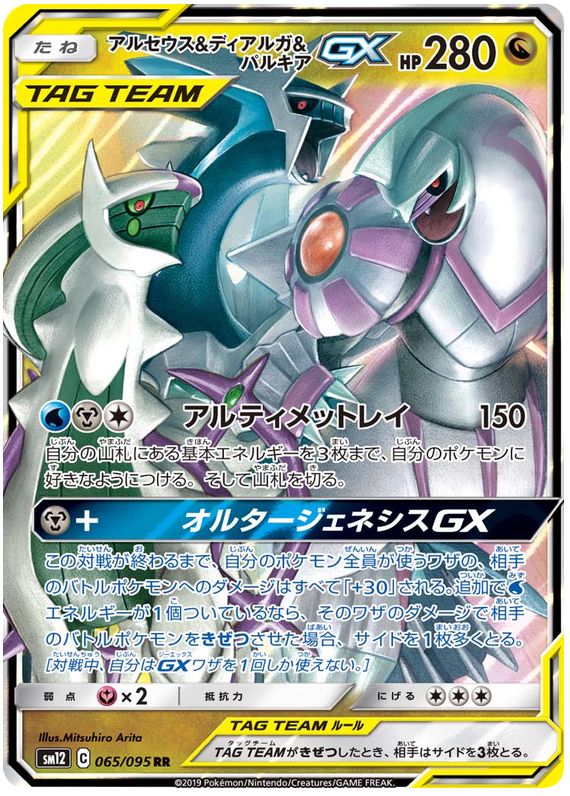 たね
アルセウス&ディアルガ&
パルキア
GX
HP 280
TAG TEAM
アルティメットレイ 150
自分の山札にある基本エネルギーを3枚まで、自分のポケモンに
好きなようにつける。そして山札を切る。
+ オルタージェネシスGX
この対戦が終わるまで、自分のポケモン全員が使うワザの、相手
のバトルポケモンへのダメージはすべて「+30」される。追加で
エネルギーが1個ついているなら、そのワザのダメージで相手
のバトルポケモンをきぜつさせた場合、サイドを1枚多くとる。
[対戦中、自分はGXワザを1回しか使えない。]
弱点 ×2 抵抗力 にげる
Illus.Mitsuhiro Arita
TAG TEAM ルール
TAG TEAMがきぜつしたとき、相手はサイドを3枚とる。
SM12 C 065/095 RR
©2019 Pokémon/Nintendo/Creatures/GAME FREAK.